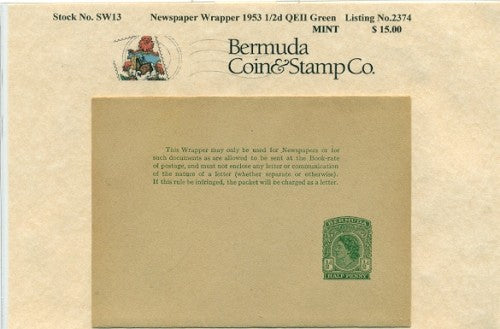 Stock No. SW13 Newspaper Wrapper 1953 1/2d QEII Green Listing No.2374
MINT $ 15.00
Bermuda
Coin&Stamp Co.
This Wrapper may only be used for Newspapers or for
such documents as are allowed to be sent at the Book-rate
of postage, and must not enclose any letter or communication
of the nature of a letter (whether separate or otherwise).
If this rule be infringed, the packet will be charged as a letter.
BERMUDA
½ ½
HALF PENNY